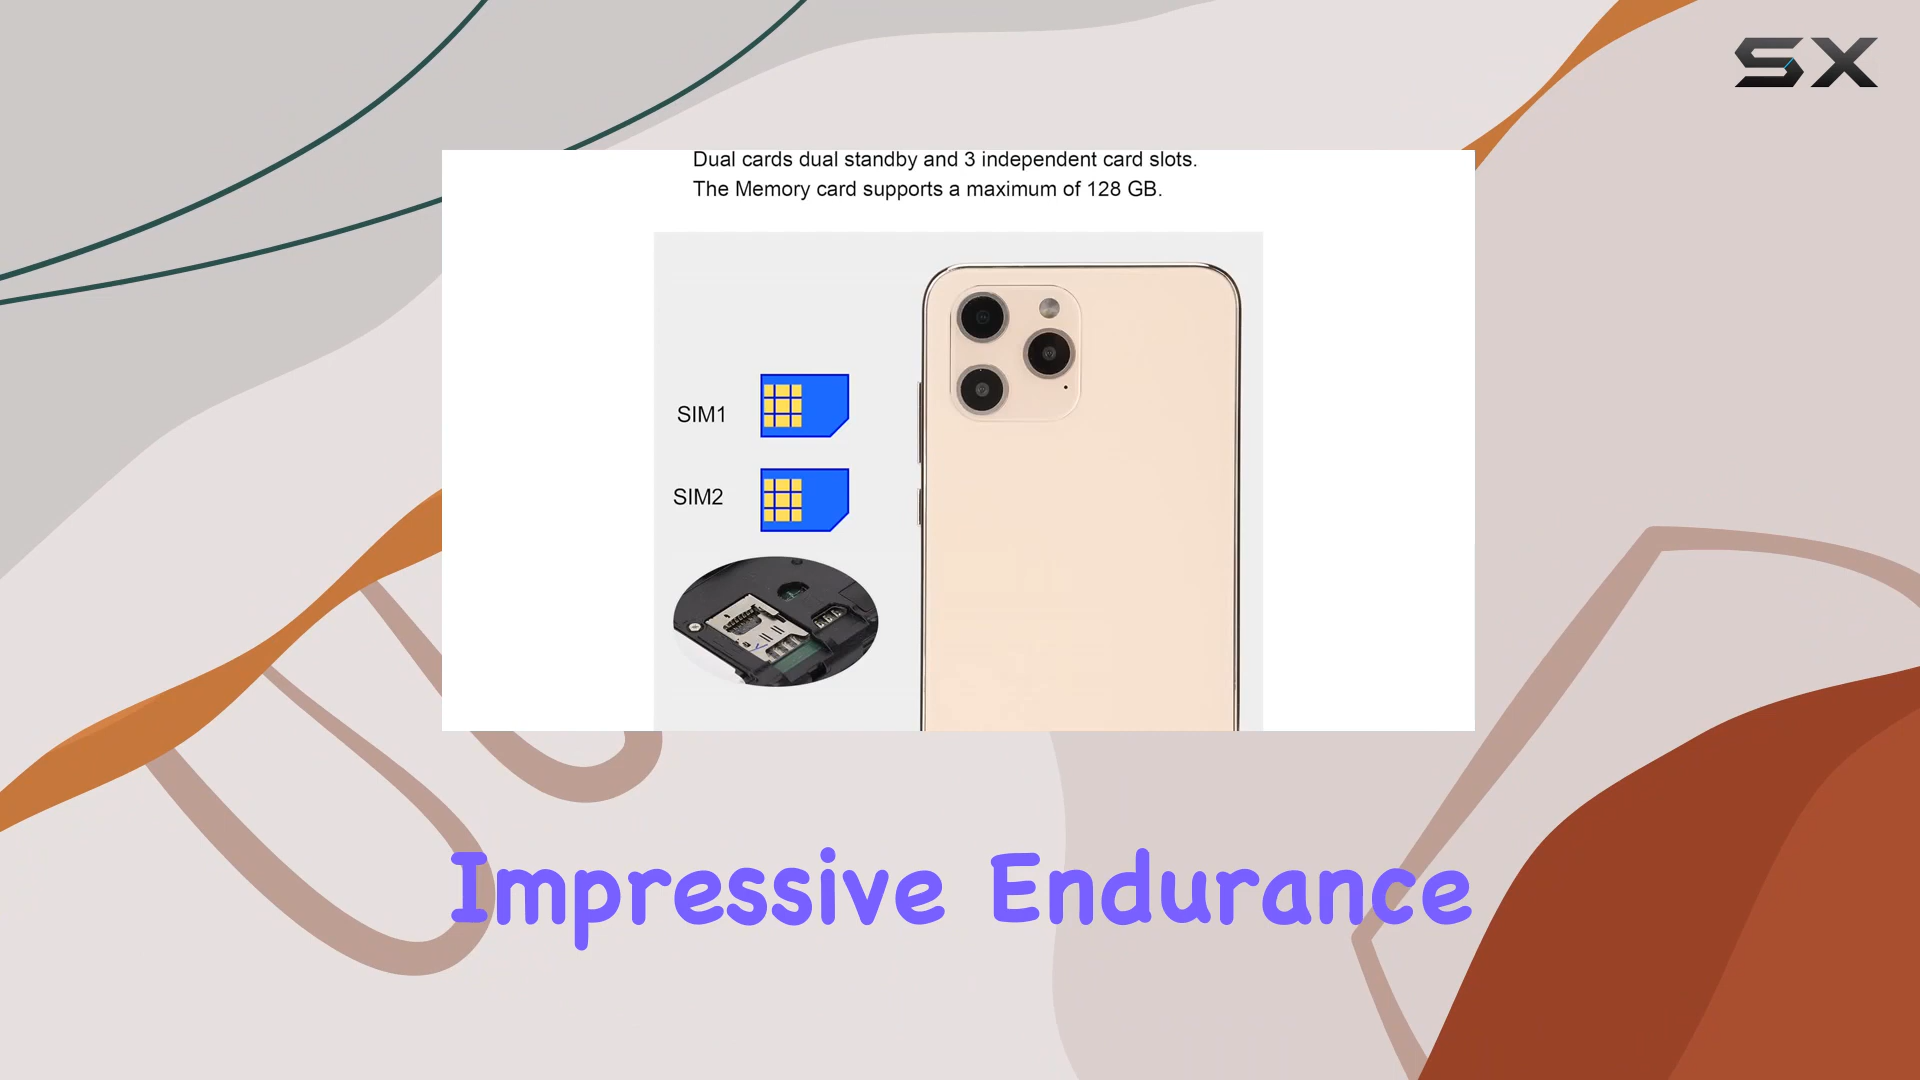 SX
Dual cards dual standby and 3 independent card slots.
The Memory card supports a maximum of 128 GB.
SIM1
SIM2
Impressive Endurance